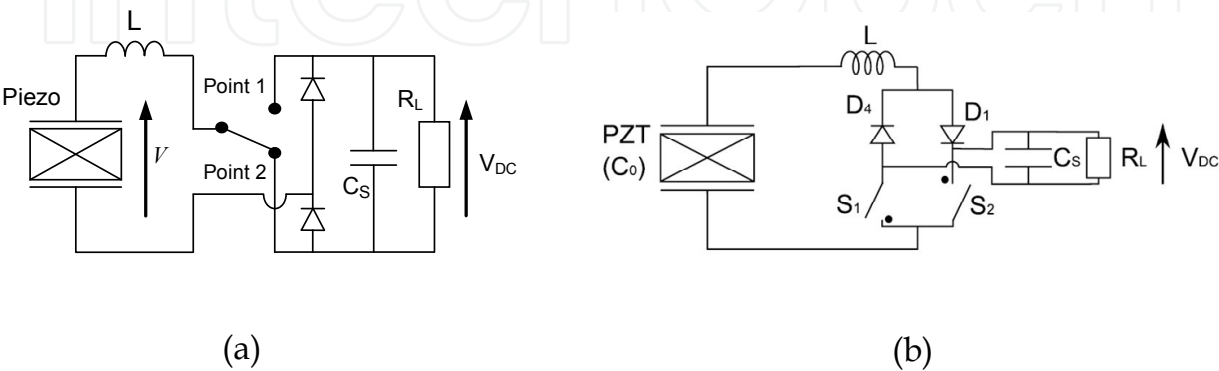 L
Piezo
V
Point 1
Point 2
R_L
C_S
V_DC
(a)
L
D₄
D₁
PZT
(C₀)
S₁
S₂
C_S
R_L
V_DC
(b)